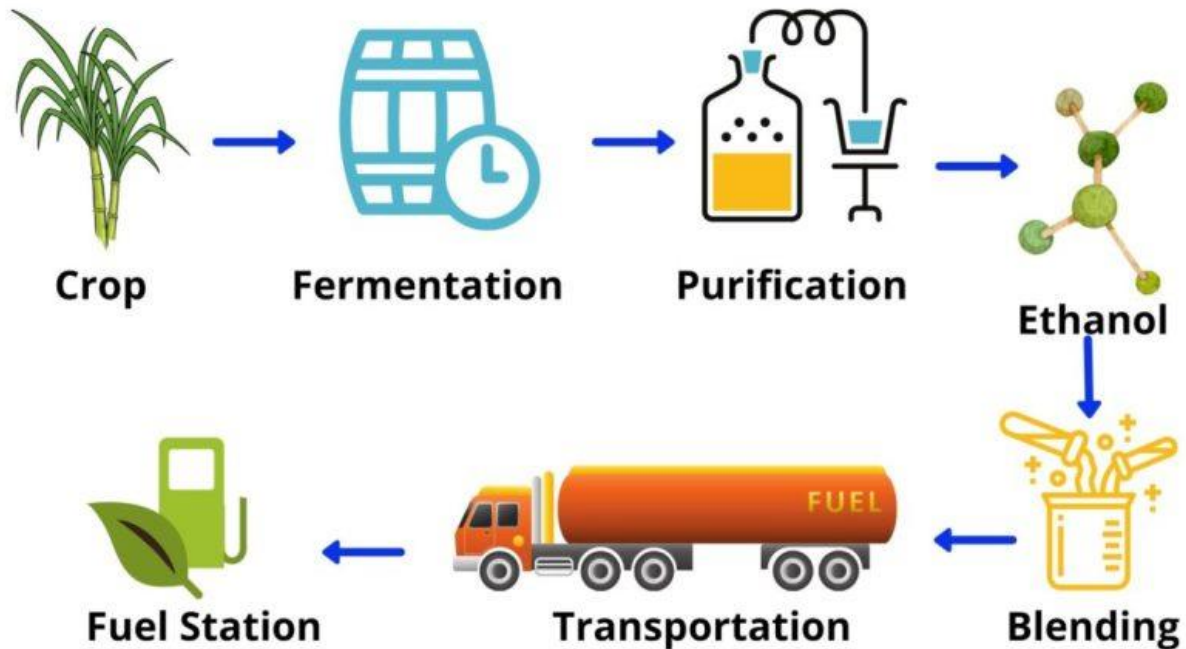 Crop
Fermentation
Purification
Ethanol
FUEL
Fuel Station
Transportation
Blending